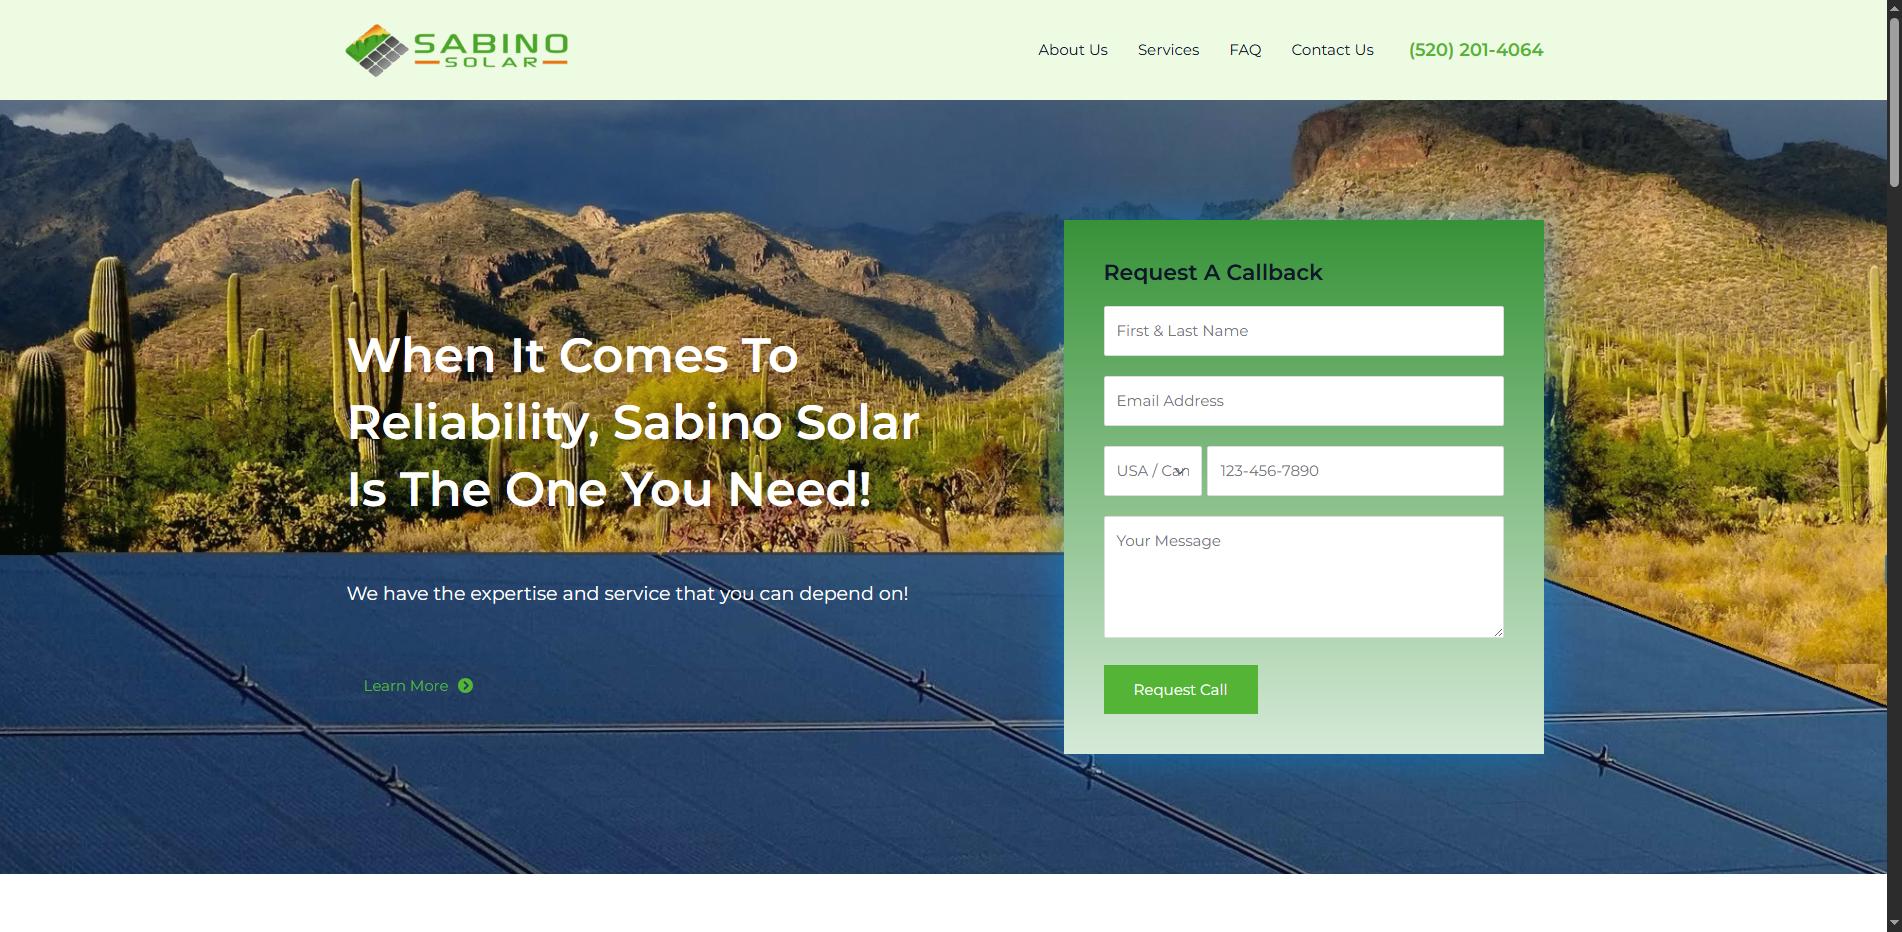 SABINO
SOLAR
About Us
Services
FAQ
Contact Us
(520) 201-4064
When It Comes To
Reliability, Sabino Solar
Is The One You Need!
We have the expertise and service that you can depend on!
Learn More
Request A Callback
First & Last Name
Email Address
USA / Can
123-456-7890
Your Message
Request Call